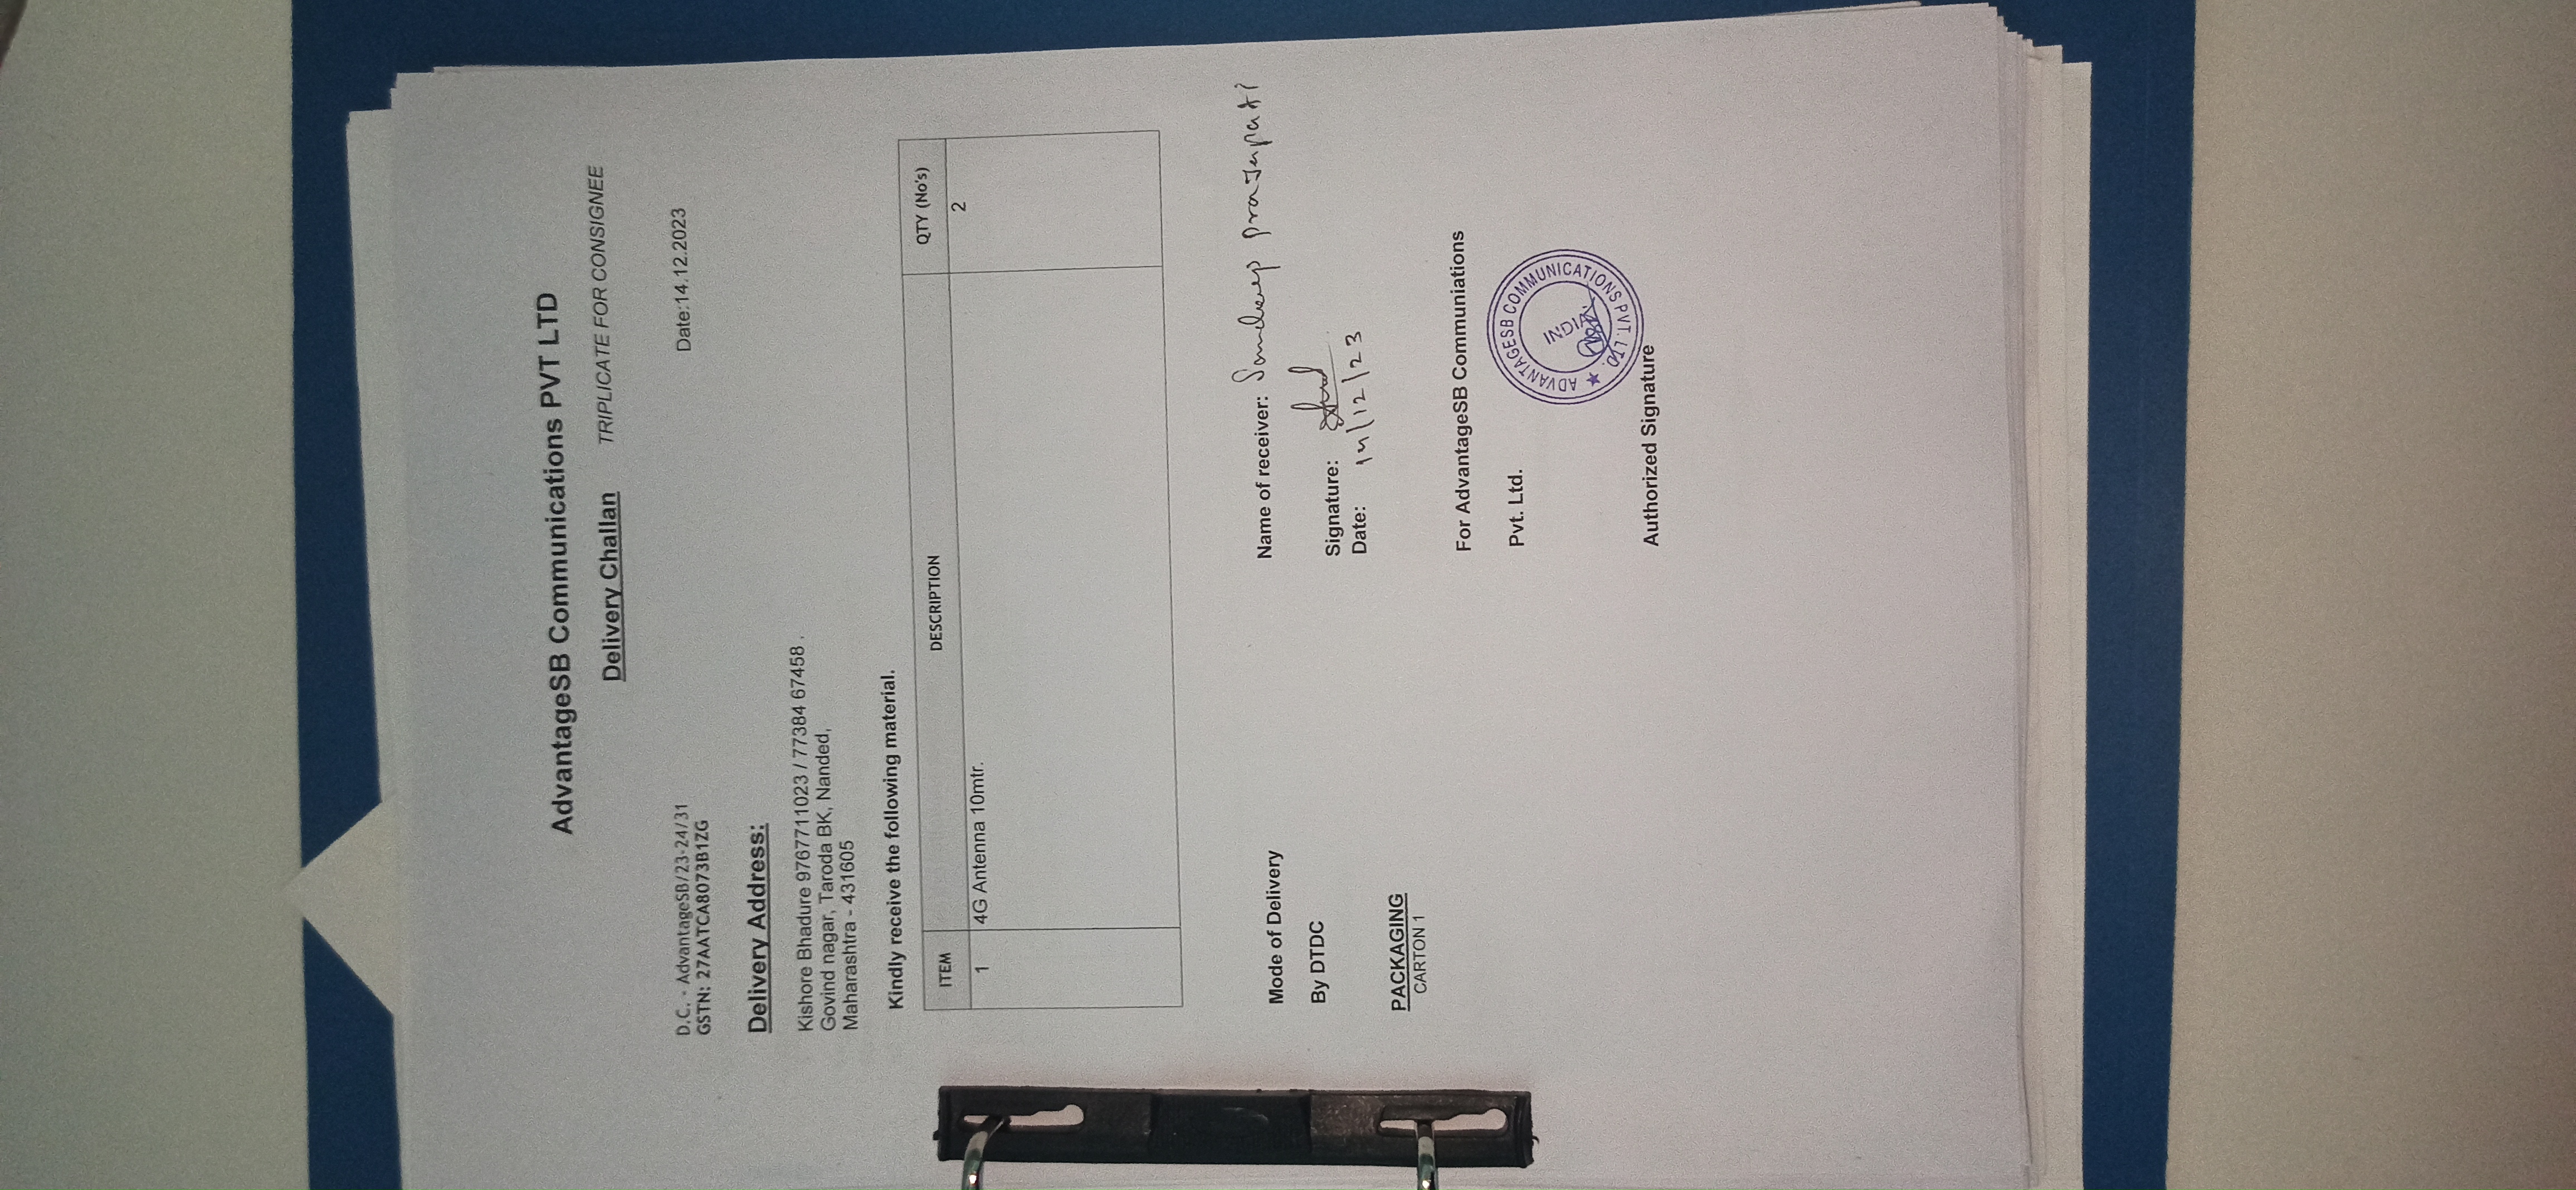 AdvantageSB Communications PVT LTD
Delivery Challan TRIPLICATE FOR CONSIGNEE
D.C. - AdvantageSB/23-24/31 Date:14.12.2023
GSTN: 27AATCA8073B1ZG
Delivery Address:
Kishore Bhadure 9767711023 / 77384 67458 .
Govind nagar, Taroda BK, Nanded,
Maharashtra - 431605
Kindly receive the following material.
ITEM DESCRIPTION QTY (No's)
1 4G Antenna 10mtr. 2
Name of receiver: Sandeep prajapati
Mode of Delivery
By DTDC
Signature:
Date: 14/12/23
PACKAGING
CARTON 1
For AdvantageSB Communiations
Pvt. Ltd.
★ ADVANTAGESB COMMUNICATIONS PVT. LTD.
INDIA
Authorized Signature